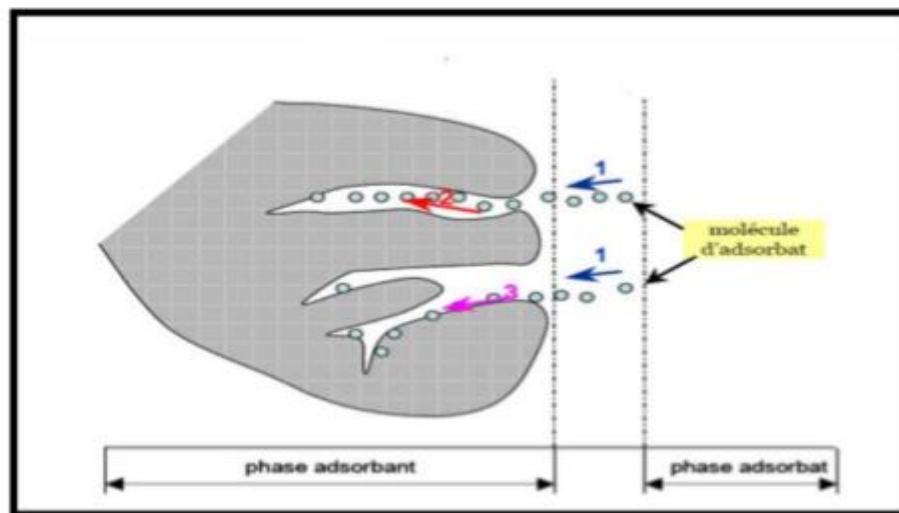 1
2
molécule
d'adsorbat
1
3
phase adsorbant
phase adsorbat